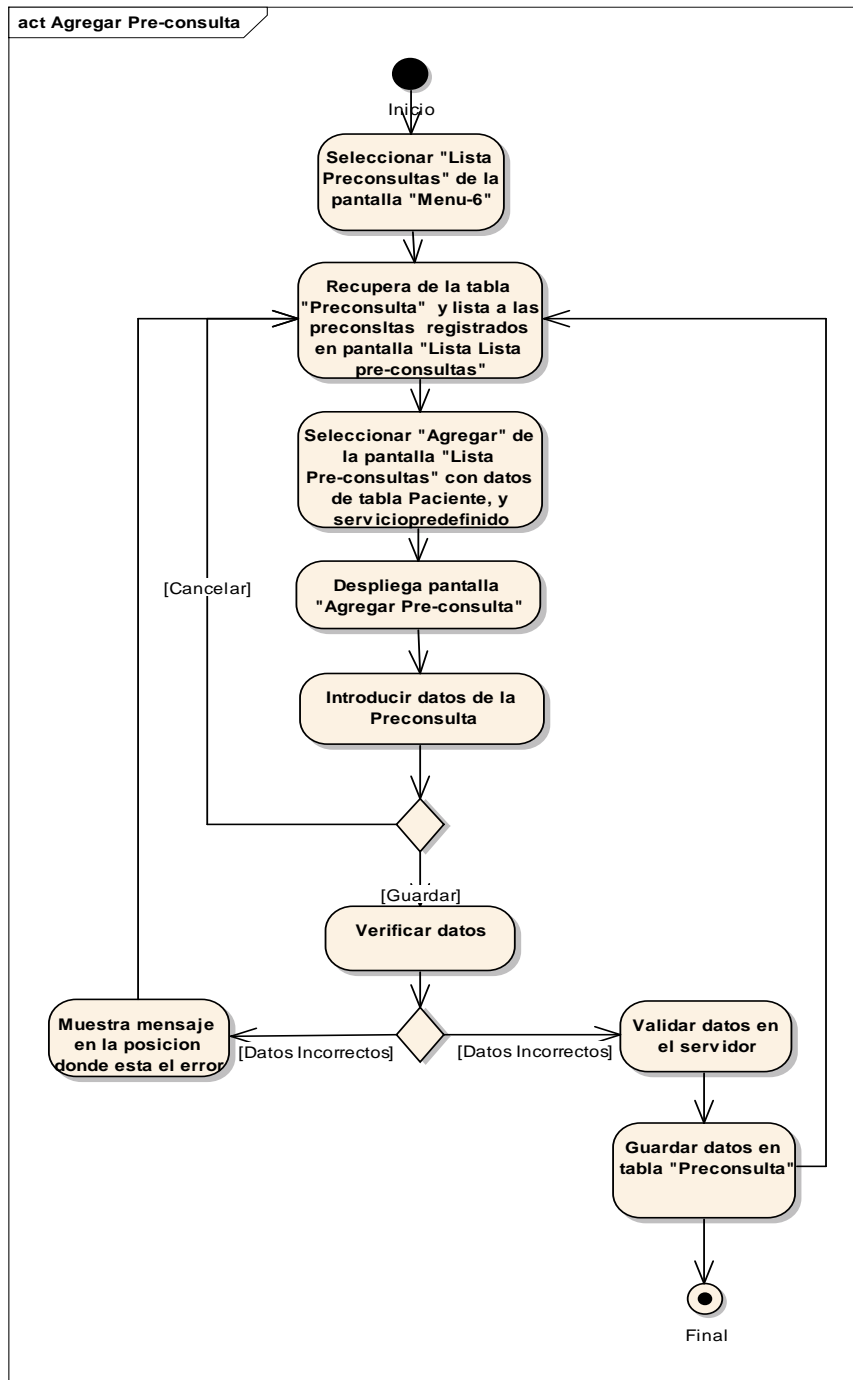 act Agregar Pre-consulta
Inicio
Seleccionar "Lista
Preconsultas" de la
pantalla "Menu-6"
Recupera de la tabla
"Preconsulta" y lista a las
preconsltas registrados
en pantalla "Lista Lista
pre-consultas"
Seleccionar "Agregar" de
la pantalla "Lista
Pre-consultas" con datos
de tabla Paciente, y
serviciopredefinido
[Cancelar]
Despliega pantalla
"Agregar Pre-consulta"
Introducir datos de la
Preconsulta
[Guardar]
Verificar datos
Muestra mensaje
en la posicion
donde esta el error
[Datos Incorrectos]
[Datos Incorrectos]
Validar datos en
el servidor
Guardar datos en
tabla "Preconsulta"
Final